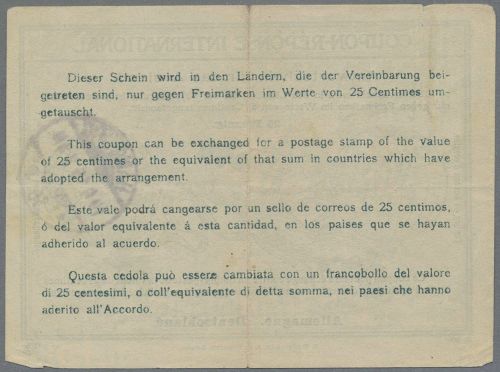 Dieser Schein wird in den Ländern, die der Vereinbarung bei-
getreten sind, nur gegen Freimarken im Werte von 25 Centimes um-
getauscht.
This coupon can be exchanged for a postage stamp of the value
of 25 centimes or the equivalent of that sum in countries which have
adopted the arrangement.
Este vale podrá cangearse por un sello de correos de 25 centimos,
ó del valor equivalente á esta cantidad, en los paises que se hayan
adherido al acuerdo.
Questa cedola può essere cambiata con un francobollo del valore
di 25 centesimi, o coll'equivalente di detta somma, nei paesi che hanno
aderito all'Accordo.